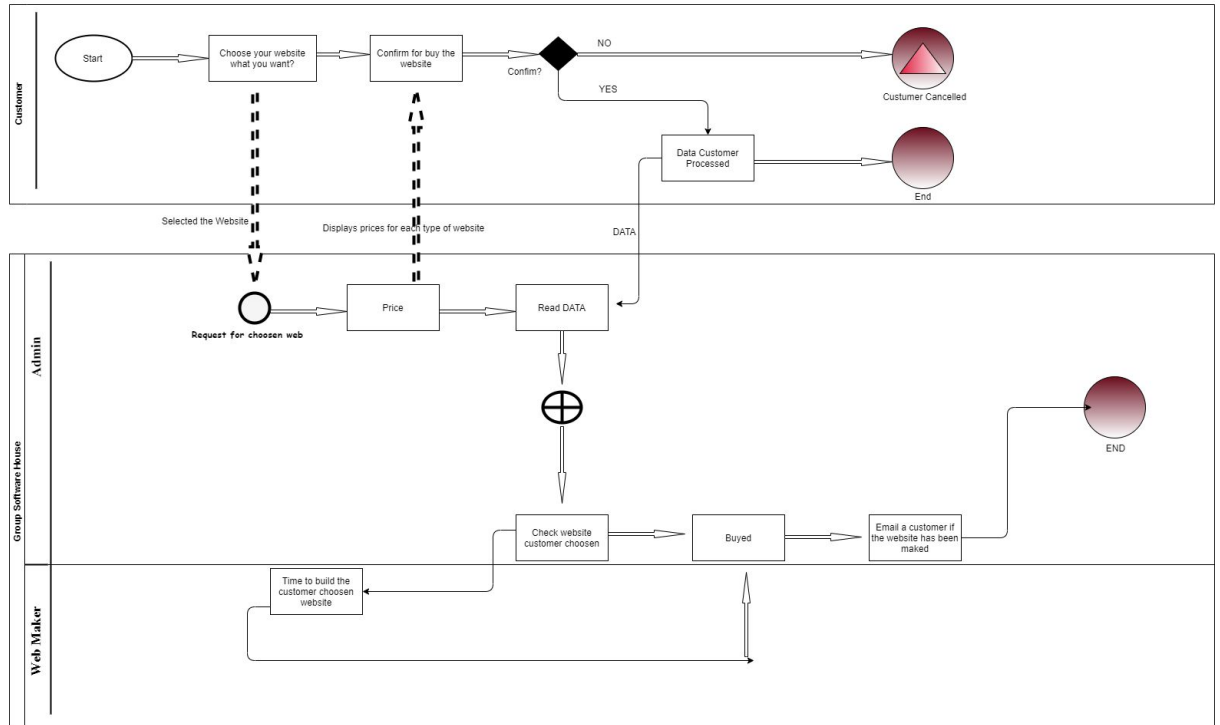 Customer
Start
Choose your website
what you want?
Confirm for buy the
website
Confim?
NO
YES
Custumer Cancelled
Data Customer
Processed
End
Selected the Website
Displays prices for each type of website
DATA
Group Software House
Admin
Request for choosen web
Price
Read DATA
END
Check website
customer choosen
Buyed
Email a customer if
the website has been
maked
Web Maker
Time to build the
customer choosen
website